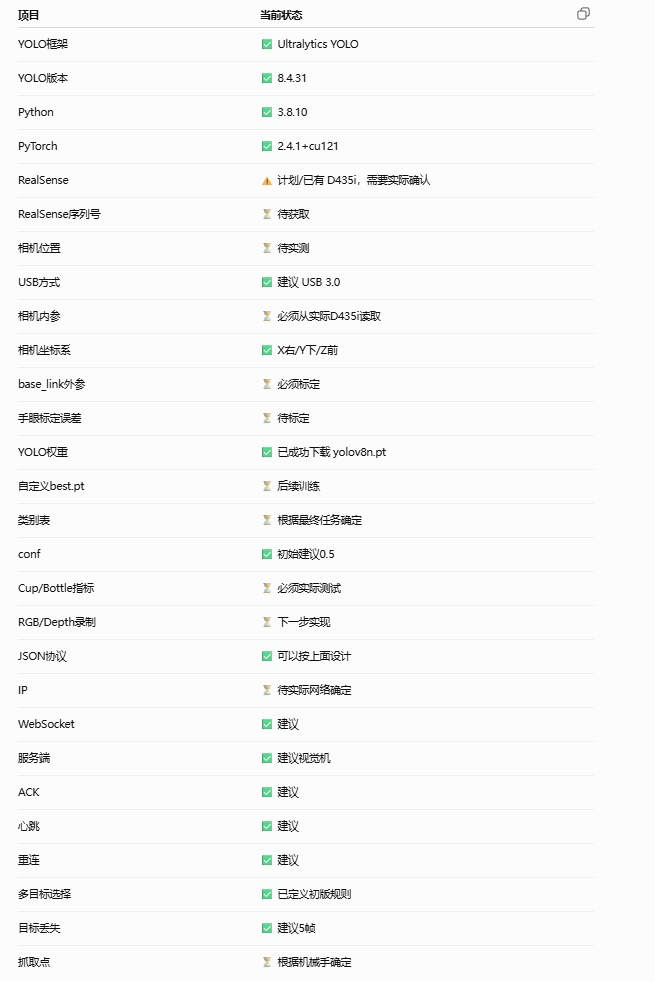 项目 当前状态
YOLO框架 ✅ Ultralytics YOLO
YOLO版本 ✅ 8.4.31
Python ✅ 3.8.10
PyTorch ✅ 2.4.1+cu121
RealSense ⚠️ 计划/已有 D435i，需要实际确认
RealSense序列号 ⏳ 待获取
相机位置 ⏳ 待实测
USB方式 ✅ 建议 USB 3.0
相机内参 ⏳ 必须从实际D435i读取
相机坐标系 ✅ X右/Y下/Z前
base_link外参 ⏳ 必须标定
手眼标定误差 ⏳ 待标定
YOLO权重 ✅ 已成功下载 yolov8n.pt
自定义best.pt ⏳ 后续训练
类别表 ⏳ 根据最终任务确定
conf ✅ 初始建议0.5
Cup/Bottle指标 ⏳ 必须实际测试
RGB/Depth录制 ⏳ 下一步实现
JSON协议 ✅ 可以按上面设计
IP ⏳ 待实际网络确定
WebSocket ✅ 建议
服务端 ✅ 建议视觉机
ACK ✅ 建议
心跳 ✅ 建议
重连 ✅ 建议
多目标选择 ✅ 已定义初版规则
目标丢失 ✅ 建议5帧
抓取点 ⏳ 根据机械手确定